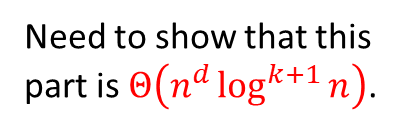 Need to show that this
part is Θ(n^d log^{k+1} n).